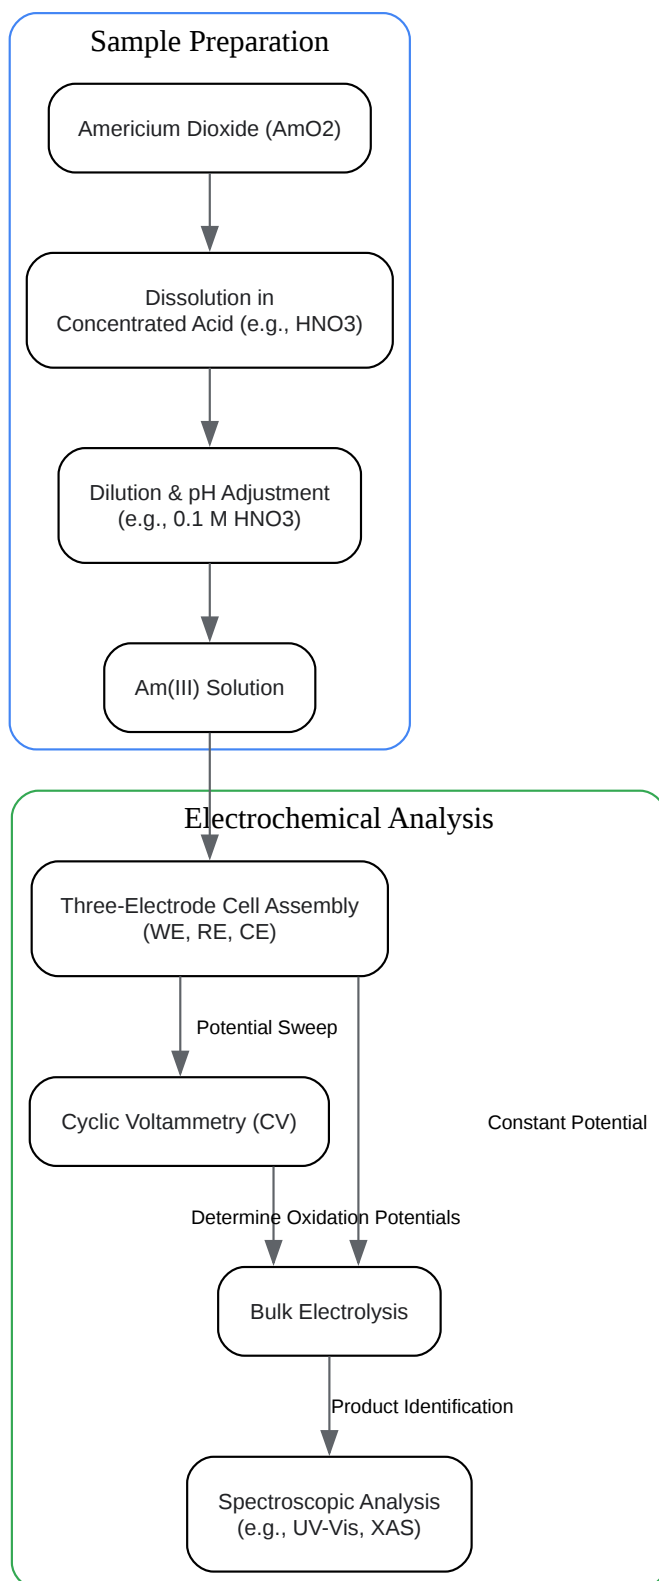 Sample Preparation
Americium Dioxide (AmO2)
Dissolution in
Concentrated Acid (e.g., HNO3)
Dilution & pH Adjustment
(e.g., 0.1 M HNO3)
Am(III) Solution
Electrochemical Analysis
Three-Electrode Cell Assembly
(WE, RE, CE)
Potential Sweep
Cyclic Voltammetry (CV)
Constant Potential
Determine Oxidation Potentials
Bulk Electrolysis
Product Identification
Spectroscopic Analysis
(e.g., UV-Vis, XAS)